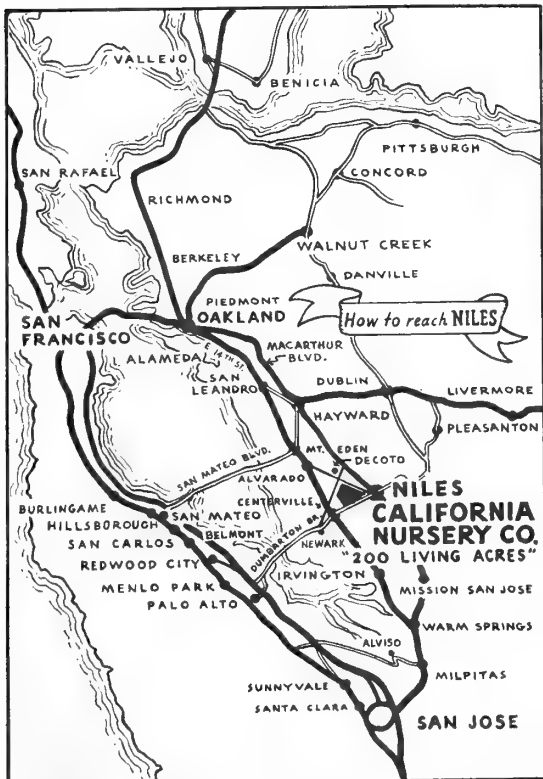 VALLEJO
BENICIA
PITTSBURGH
CONCORD
SAN RAFAEL
RICHMOND
WALNUT CREEK
BERKELEY
DANVILLE
PIEDMONT
OAKLAND
How to reach NILES
SAN
FRANCISCO
E 14TH ST.
MACARTHUR
BLVD.
ALAMEDA
SAN
LEANDRO
DUBLIN
LIVERMORE
HAYWARD
PLEASANTON
MT. EDEN
DECOTO
SAN MATEO BLVD.
ALVARADO
NILES
CALIFORNIA
NURSERY CO.
"200 LIVING ACRES"
CENTERVILLE
BURLINGAME
HILLSBOROUGH
SAN MATEO
BELMONT
DUMBARTON BR.
NEWARK
SAN CARLOS
REDWOOD CITY
IRVINGTON
MENLO PARK
MISSION SAN JOSE
PALO ALTO
WARM SPRINGS
ALVISO
MILPITAS
SUNNYVALE
SANTA CLARA
SAN JOSE